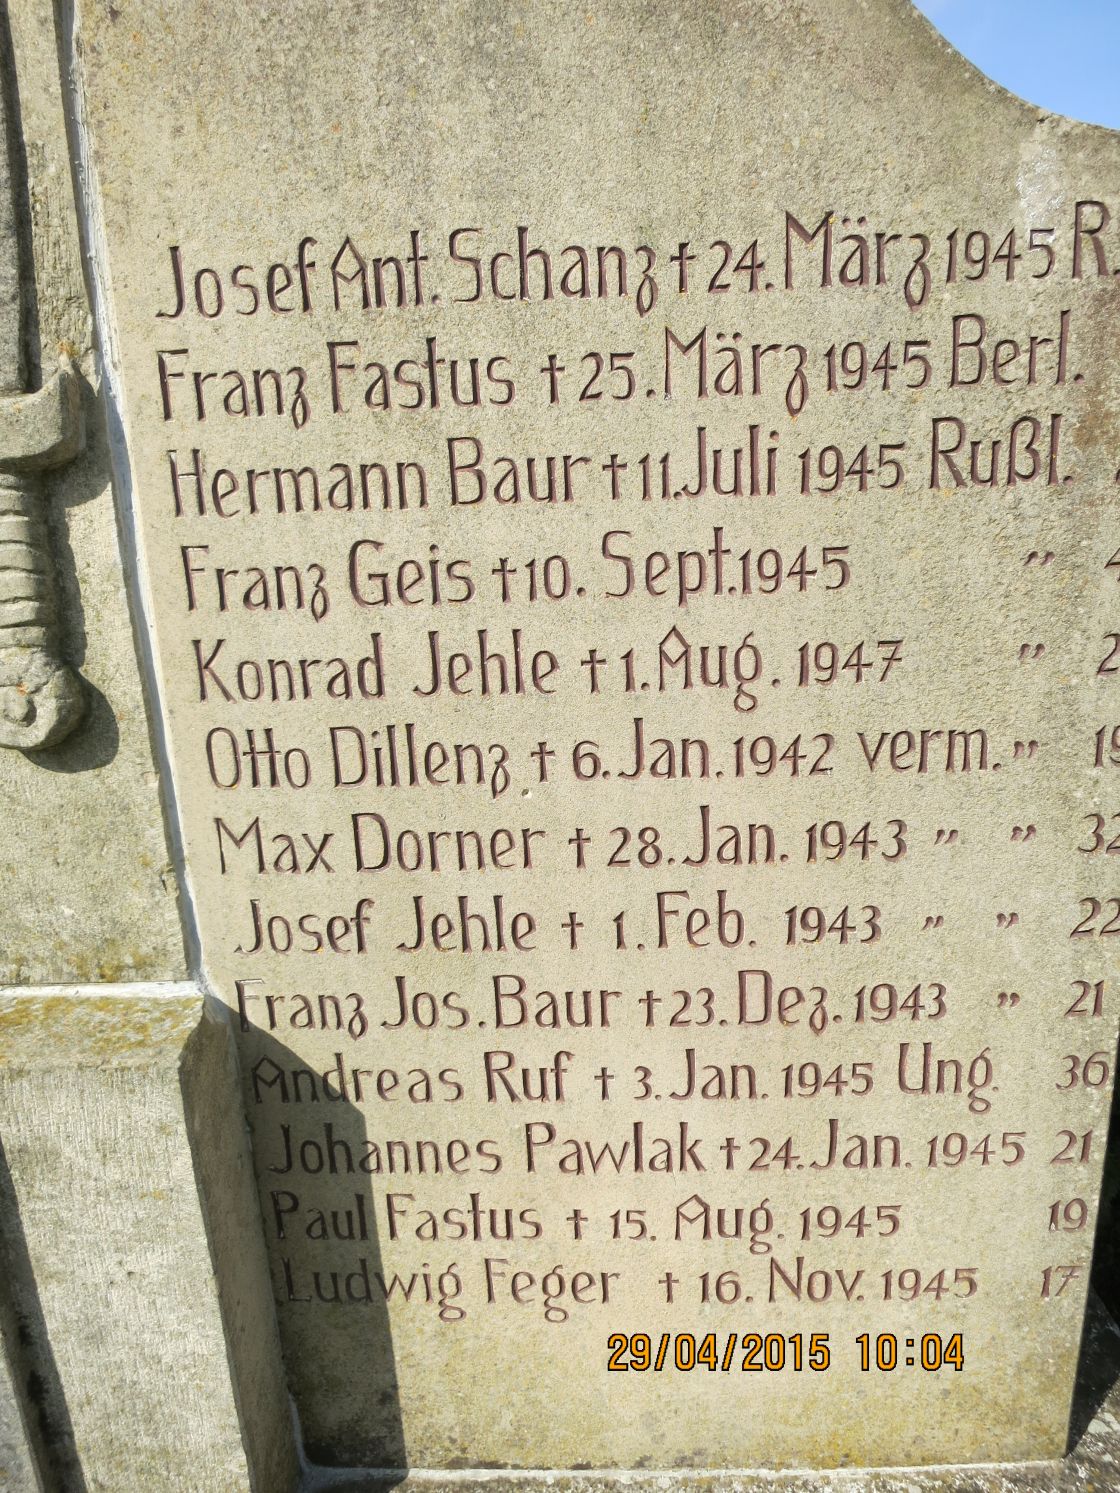 Josef Ant. Schanz † 24. März 1945 R.
Franz Fastus † 25. März 1945 Berl.
Hermann Baur † 11. Juli 1945 Rußl.
Franz Geis † 10. Sept. 1945 "
Konrad Jehle † 1. Aug. 1947 " 2
Otto Dillenz † 6. Jan. 1942 verm. " 19
Max Dorner † 28. Jan. 1943 " " 32
Josef Jehle † 1. Feb. 1943 " " 22
Franz Jos. Baur † 23. Dez. 1943 " 21
Andreas Ruf † 3. Jan. 1945 Ung. 36
Johannes Pawlak † 24. Jan. 1945 21
Paul Fastus † 15. Aug. 1945 19
Ludwig Feger † 16. Nov. 1945 17
29/04/2015 10:04